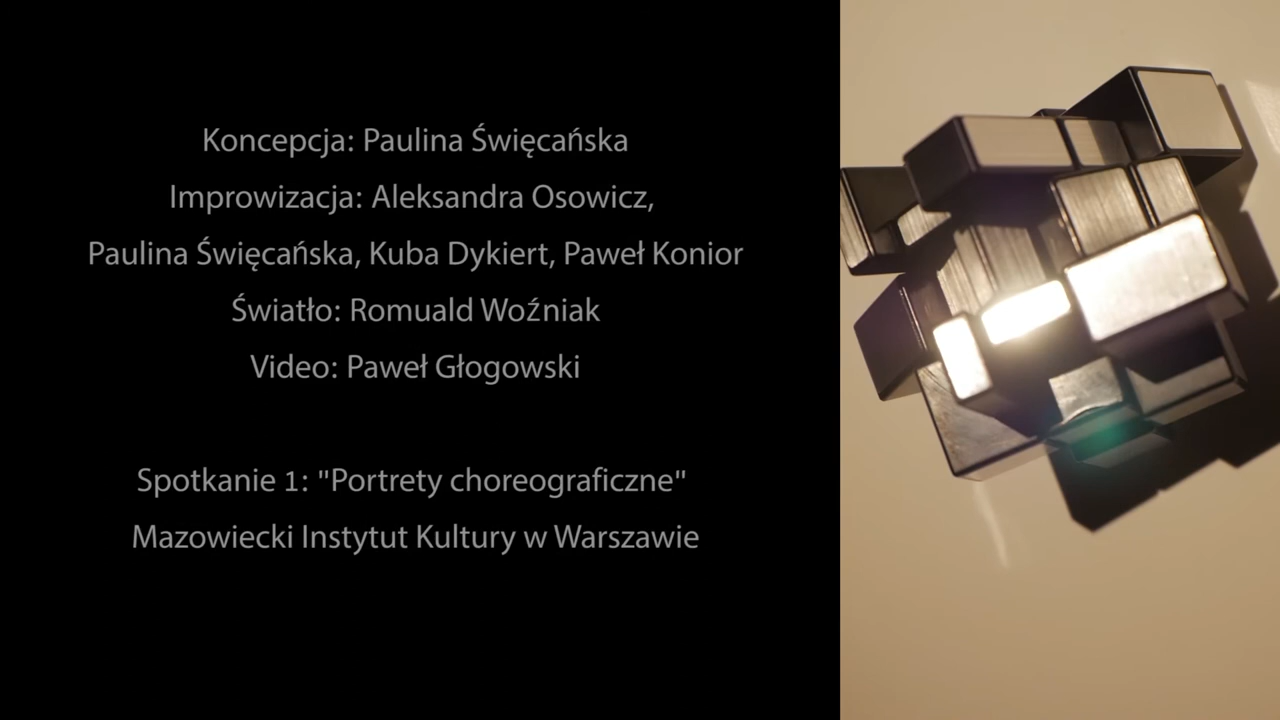 Koncepcja: Paulina Święcańska
Improwizacja: Aleksandra Osowicz,
Paulina Święcańska, Kuba Dykiert, Paweł Konior
Światło: Romuald Woźniak
Video: Paweł Głogowski
Spotkanie 1: "Portrety choreograficzne"
Mazowiecki Instytut Kultury w Warszawie